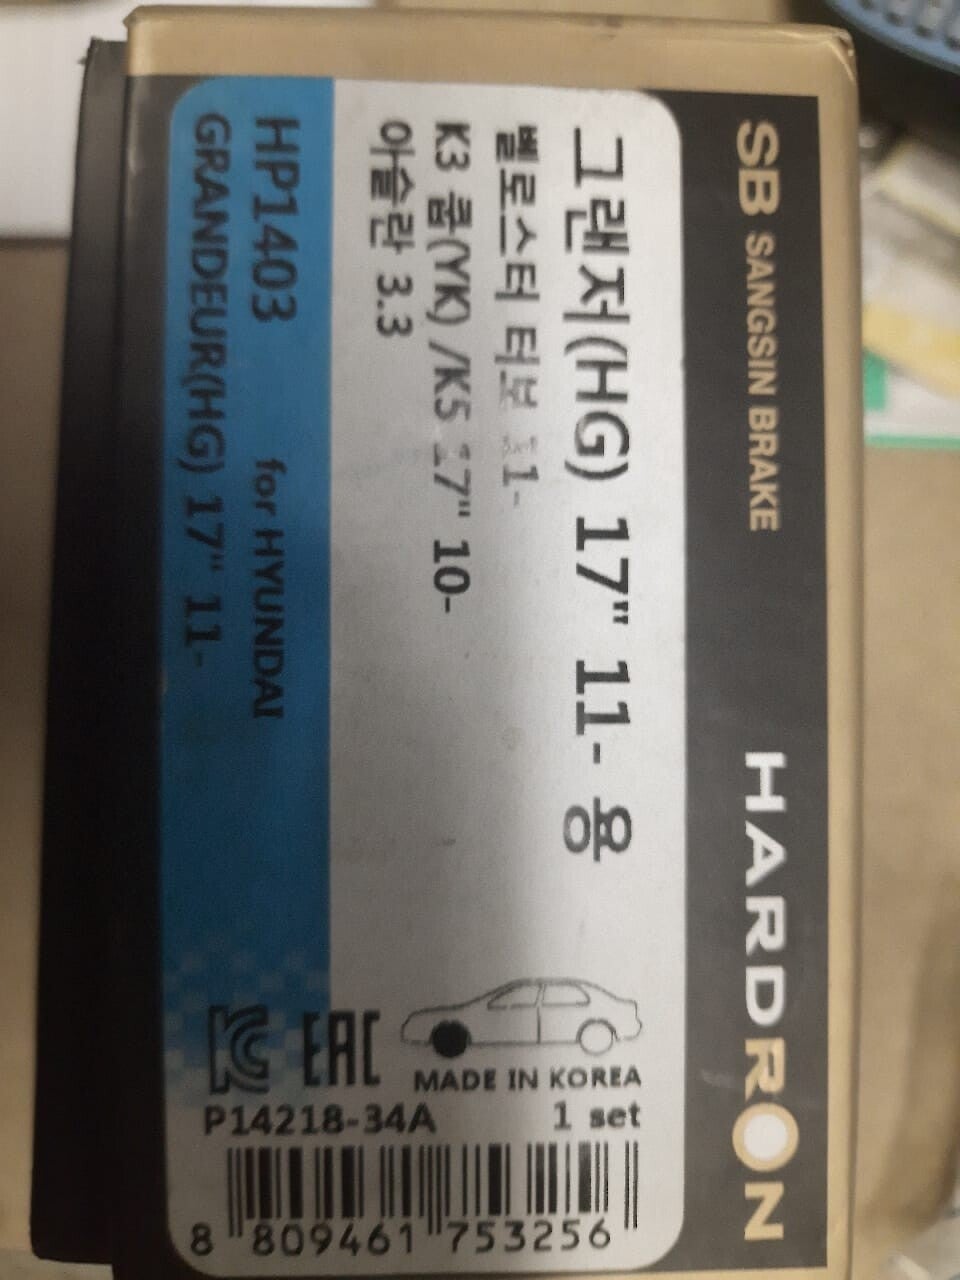 SB SANGSIN BRAKE
HARDRON
그랜저(HG) 17" 11- 용
벨로스터 터보 11-
K3 쿱(YK) /K5 17" 10-
아슬란 3.3
HP1403 for HYUNDAI
GRANDEUR(HG) 17" 11-
MADE IN KOREA
EAC
P14218-34A 1 set
8 809461 753256